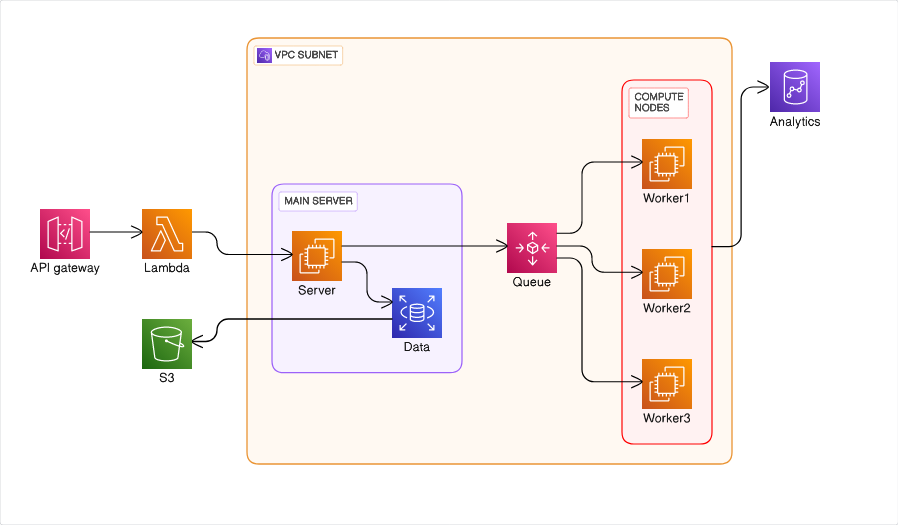 VPC SUBNET
COMPUTE
NODES
Analytics
Worker1
MAIN SERVER
API gateway
Lambda
Server
Queue
Worker2
Data
S3
Worker3